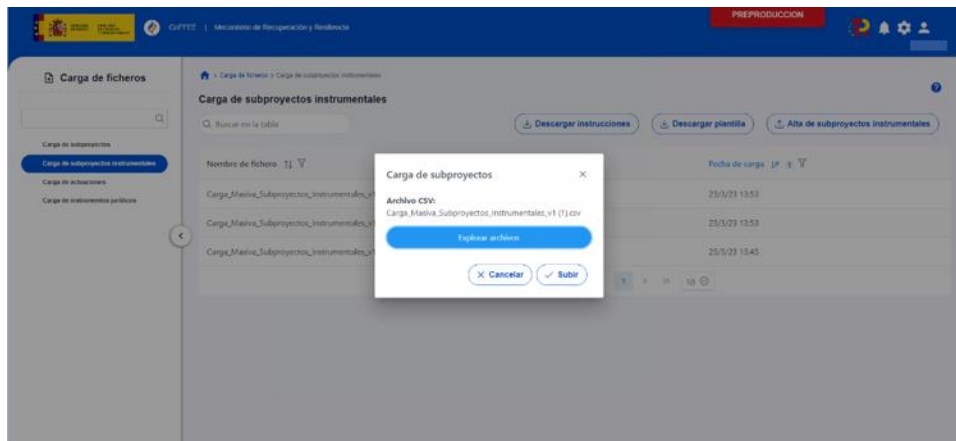 PREPRODUCCION
CoFFEE | Mecanismo de Recuperación y Resiliencia
Carga de ficheros
Carga de subproyectos
Carga de subproyectos instrumentales
Carga de actuaciones
Carga de instrumentos jurídicos
> Carga de ficheros > Carga de subproyectos instrumentales
Carga de subproyectos instrumentales
Buscar en la tabla
Descargar instrucciones
Descargar plantilla
Alta de subproyectos instrumentales
Nombre de fichero
Fecha de carga
Carga_Masiva_Subproyectos_Instrumentales_v1
23/3/23 13:53
Carga_Masiva_Subproyectos_Instrumentales_v1
23/3/23 13:53
Carga_Masiva_Subproyectos_Instrumentales_v1
23/3/23 13:45
1
10
Carga de subproyectos
Archivo CSV:
Carga_Masiva_Subproyectos_Instrumentales_v1 (1).csv
Explorar archivos
Cancelar
Subir